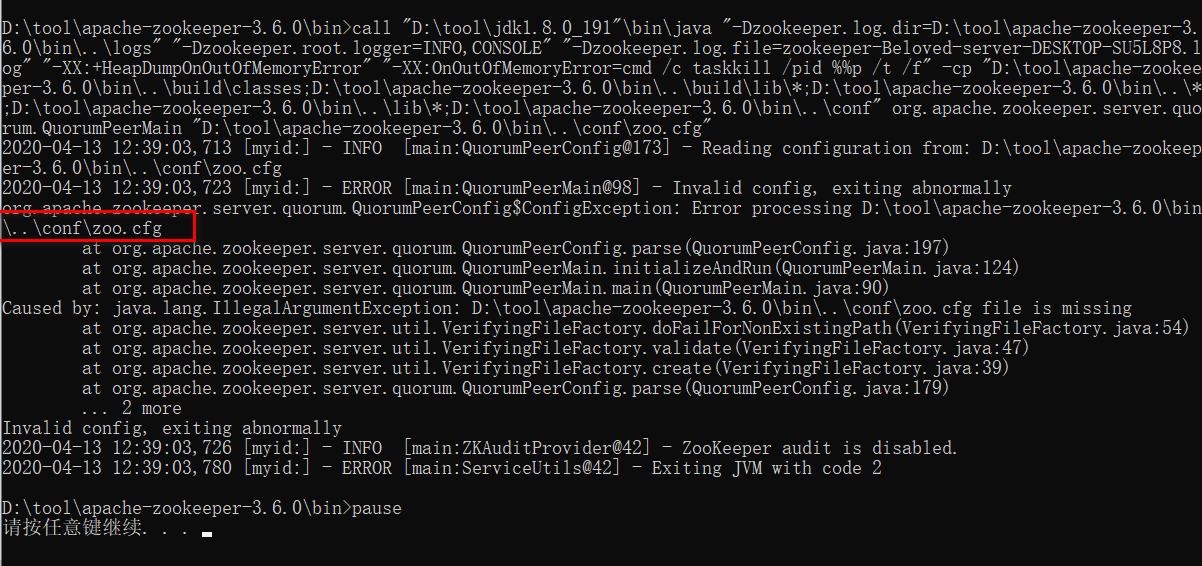 D:\tool\apache-zookeeper-3.6.0\bin>call "D:\tool\jdk1.8.0_191"\bin\java "-Dzookeeper.log.dir=D:\tool\apache-zookeeper-3.
6.0\bin\..\logs" "-Dzookeeper.root.logger=INFO,CONSOLE" "-Dzookeeper.log.file=zookeeper-Beloved-server-DESKTOP-SU5L8P8.l
og" "-XX:+HeapDumpOnOutOfMemoryError" "-XX:OnOutOfMemoryError=cmd /c taskkill /pid %%p /t /f" -cp "D:\tool\apache-zookee
per-3.6.0\bin\..\build\classes;D:\tool\apache-zookeeper-3.6.0\bin\..\build\lib\*;D:\tool\apache-zookeeper-3.6.0\bin\..\*
;D:\tool\apache-zookeeper-3.6.0\bin\..\lib\*;D:\tool\apache-zookeeper-3.6.0\bin\..\conf" org.apache.zookeeper.server.quo
rum.QuorumPeerMain "D:\tool\apache-zookeeper-3.6.0\bin\..\conf\zoo.cfg"
2020-04-13 12:39:03,713 [myid:] - INFO  [main:QuorumPeerConfig@173] - Reading configuration from: D:\tool\apache-zookeep
er-3.6.0\bin\..\conf\zoo.cfg
2020-04-13 12:39:03,723 [myid:] - ERROR [main:QuorumPeerMain@98] - Invalid config, exiting abnormally
org.apache.zookeeper.server.quorum.QuorumPeerConfig$ConfigException: Error processing D:\tool\apache-zookeeper-3.6.0\bin
\..\conf\zoo.cfg
        at org.apache.zookeeper.server.quorum.QuorumPeerConfig.parse(QuorumPeerConfig.java:197)
        at org.apache.zookeeper.server.quorum.QuorumPeerMain.initializeAndRun(QuorumPeerMain.java:124)
        at org.apache.zookeeper.server.quorum.QuorumPeerMain.main(QuorumPeerMain.java:90)
Caused by: java.lang.IllegalArgumentException: D:\tool\apache-zookeeper-3.6.0\bin\..\conf\zoo.cfg file is missing
        at org.apache.zookeeper.server.util.VerifyingFileFactory.doFailForNonExistingPath(VerifyingFileFactory.java:54)
        at org.apache.zookeeper.server.util.VerifyingFileFactory.validate(VerifyingFileFactory.java:47)
        at org.apache.zookeeper.server.util.VerifyingFileFactory.create(VerifyingFileFactory.java:39)
        at org.apache.zookeeper.server.quorum.QuorumPeerConfig.parse(QuorumPeerConfig.java:179)
        ... 2 more
Invalid config, exiting abnormally
2020-04-13 12:39:03,726 [myid:] - INFO  [main:ZKAuditProvider@42] - ZooKeeper audit is disabled.
2020-04-13 12:39:03,780 [myid:] - ERROR [main:ServiceUtils@42] - Exiting JVM with code 2
D:\tool\apache-zookeeper-3.6.0\bin>pause
请按任意键继续. . .